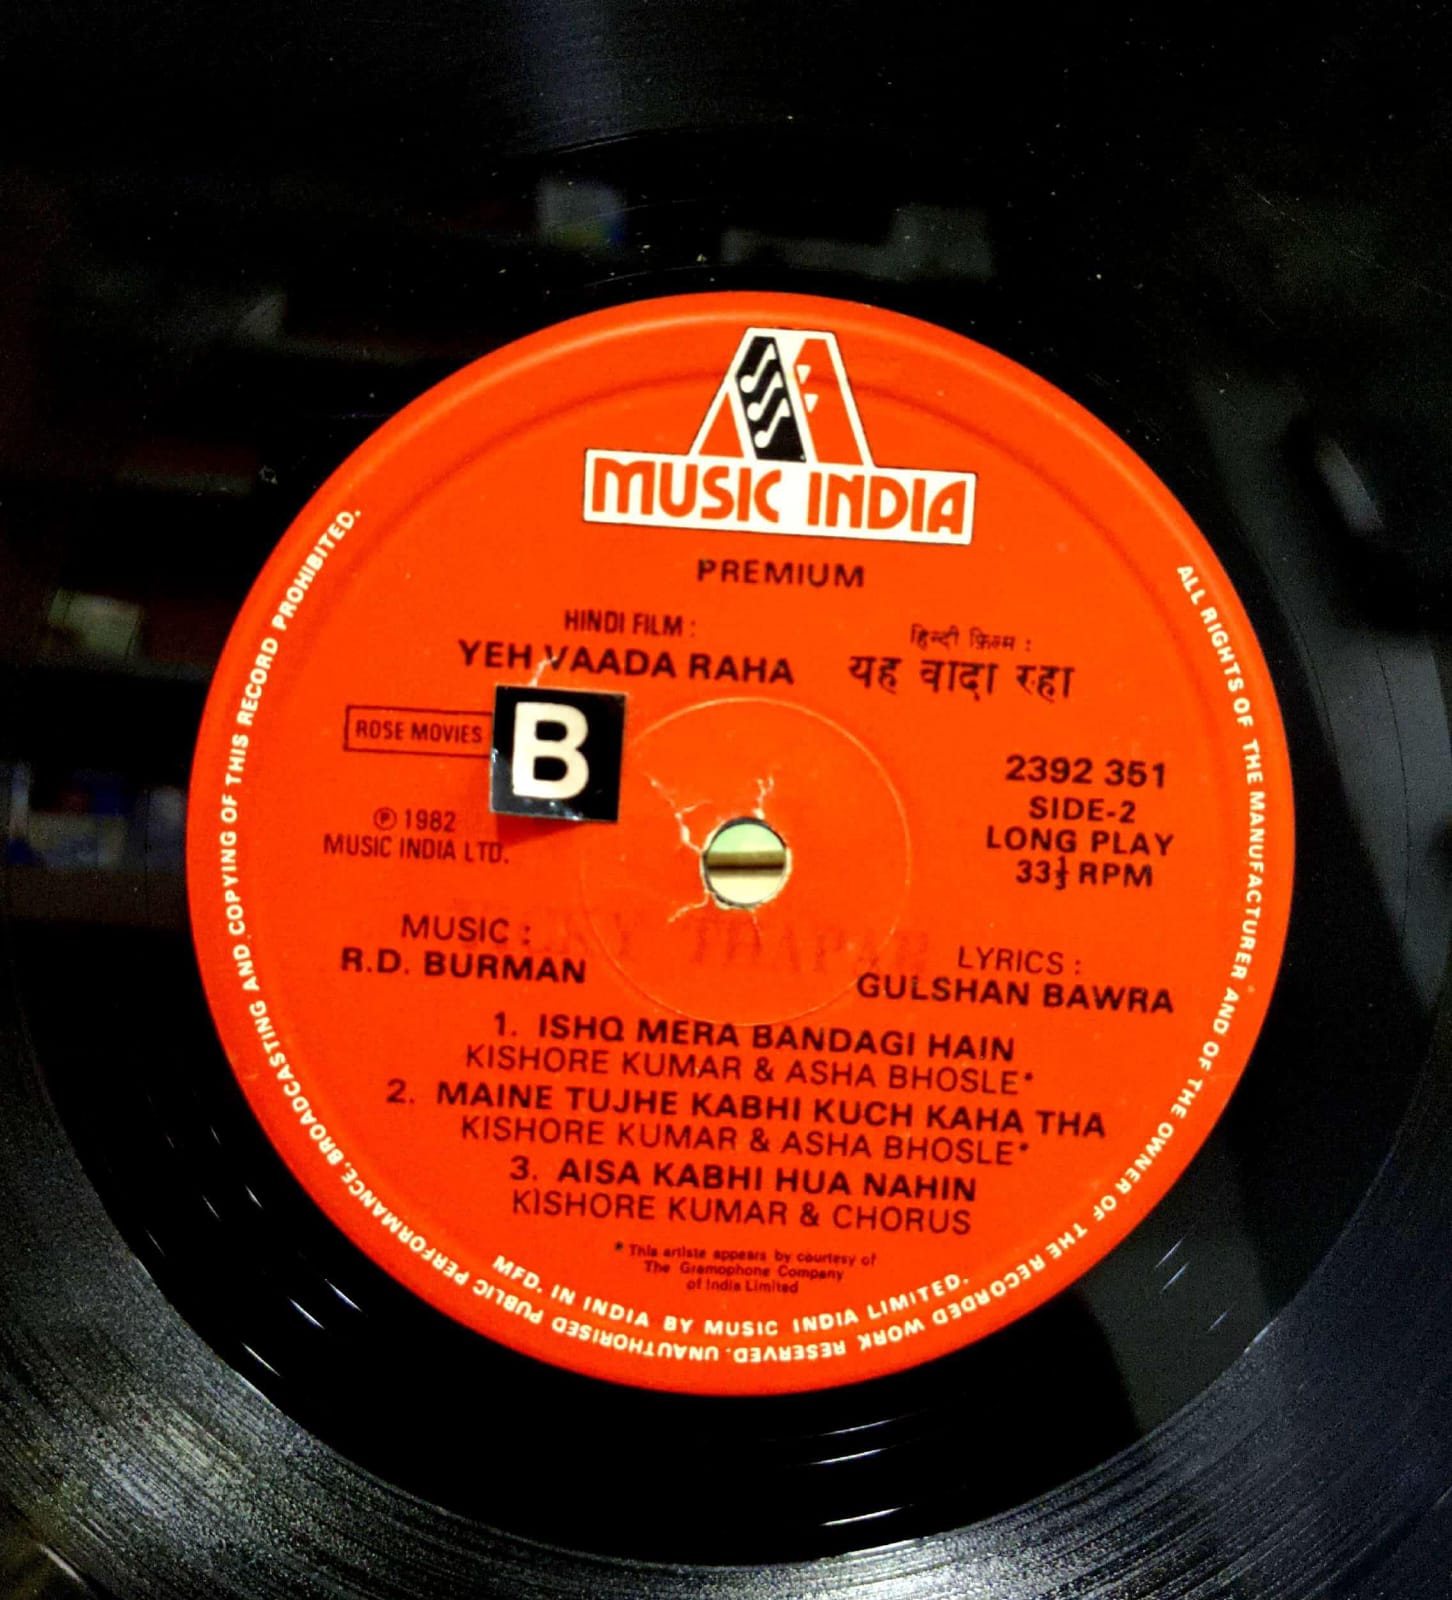 MUSIC INDIA
PREMIUM
HINDI FILM :
YEH VAADA RAHA
हिन्दी फ़िल्म :
यह वादा रहा
ROSE MOVIES
B
℗ 1982
MUSIC INDIA LTD.
2392 351
SIDE-2
LONG PLAY
33⅓ RPM
MUSIC :
R.D. BURMAN
THAPAR
LYRICS :
GULSHAN BAWRA
1. ISHQ MERA BANDAGI HAIN
KISHORE KUMAR & ASHA BHOSLE*
2. MAINE TUJHE KABHI KUCH KAHA THA
KISHORE KUMAR & ASHA BHOSLE*
3. AISA KABHI HUA NAHIN
KISHORE KUMAR & CHORUS
* This artiste appears by courtesy of
The Gramophone Company
of India Limited
MFD. IN INDIA BY MUSIC INDIA LIMITED.
ALL RIGHTS OF THE MANUFACTURER AND OF THE OWNER OF THE RECORDED WORK RESERVED. UNAUTHORISED PUBLIC PERFORMANCE, BROADCASTING AND COPYING OF THIS RECORD PROHIBITED.